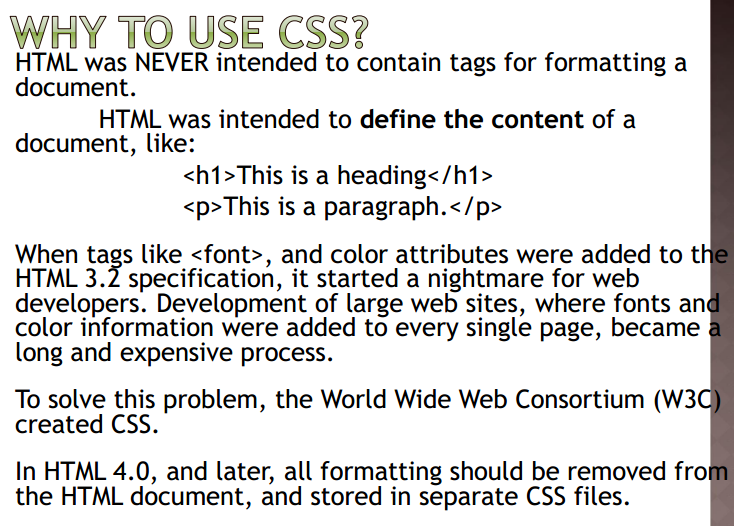 WHY TO USE CSS?
HTML was NEVER intended to contain tags for formatting a
document.
HTML was intended to define the content of a
document, like:
<h1>This is a heading</h1>
<p>This is a paragraph.</p>
When tags like <font>, and color attributes were added to the
HTML 3.2 specification, it started a nightmare for web
developers. Development of large web sites, where fonts and
color information were added to every single page, became a
long and expensive process.
To solve this problem, the World Wide Web Consortium (W3C)
created CSS.
In HTML 4.0, and later, all formatting should be removed from
the HTML document, and stored in separate CSS files.